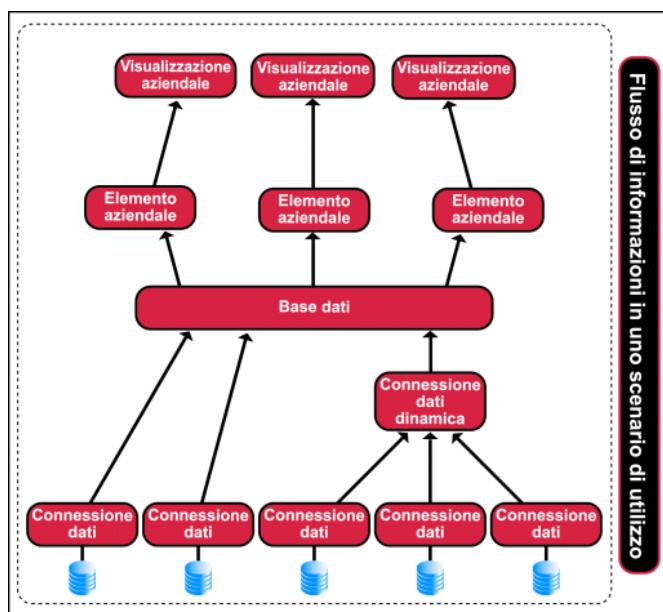 Visualizzazione
aziendale
Visualizzazione
aziendale
Visualizzazione
aziendale
Elemento
aziendale
Elemento
aziendale
Elemento
aziendale
Base dati
Connessione
dati
dinamica
Connessione
dati
Connessione
dati
Connessione
dati
Connessione
dati
Connessione
dati
Flusso di informazioni in uno scenario di utilizzo